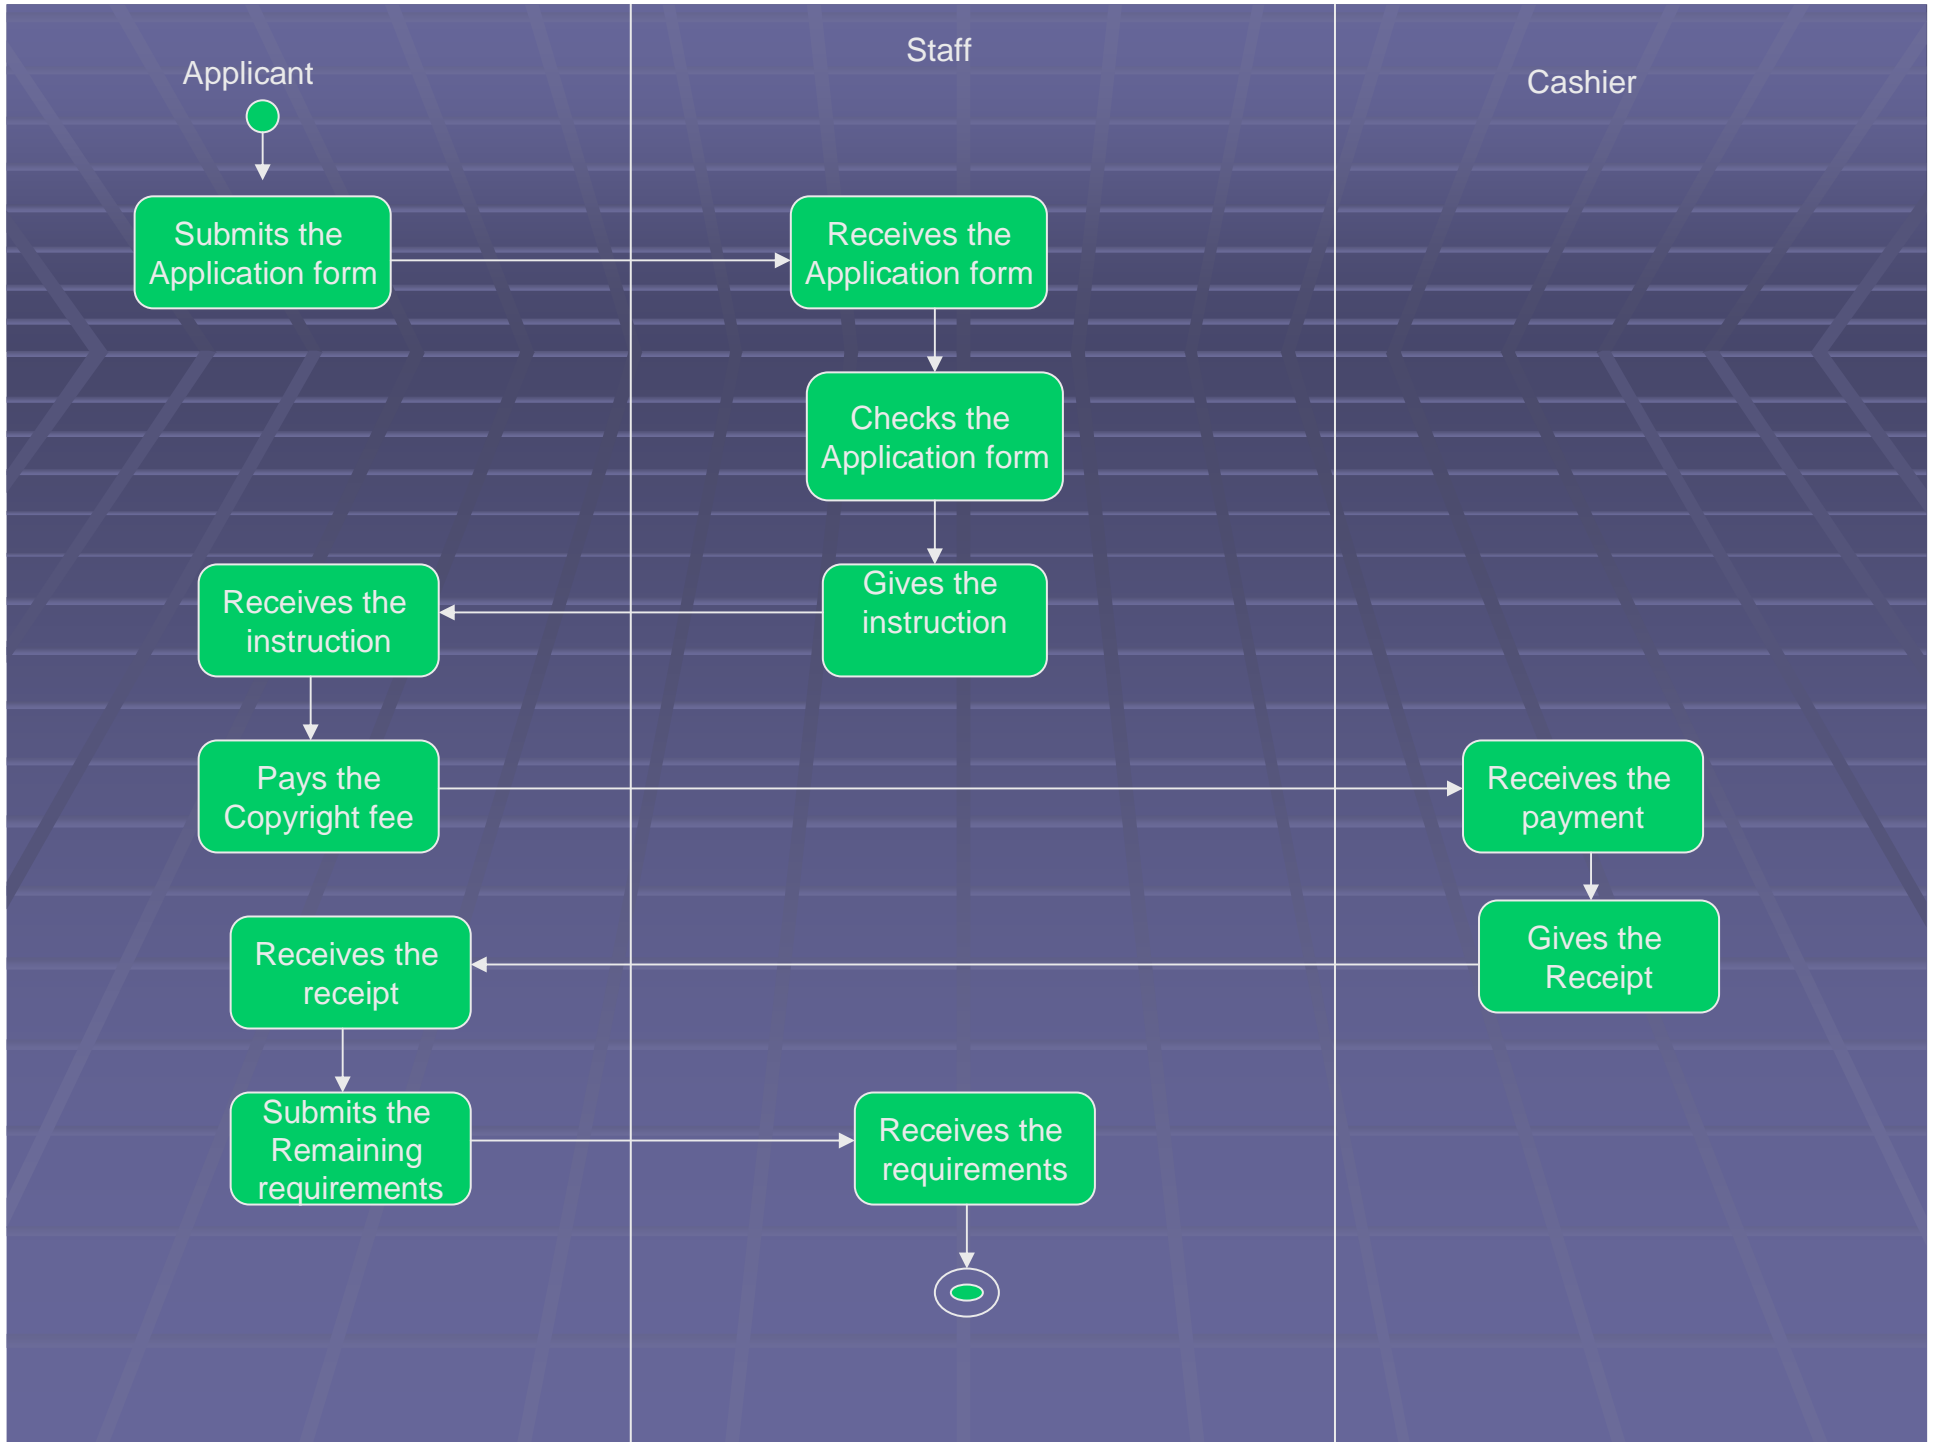 Applicant
Staff
Cashier
Submits the
Application form
Receives the
Application form
Checks the
Application form
Gives the
instruction
Receives the
instruction
Pays the
Copyright fee
Receives the
payment
Gives the
Receipt
Receives the
receipt
Submits the
Remaining
requirements
Receives the
requirements